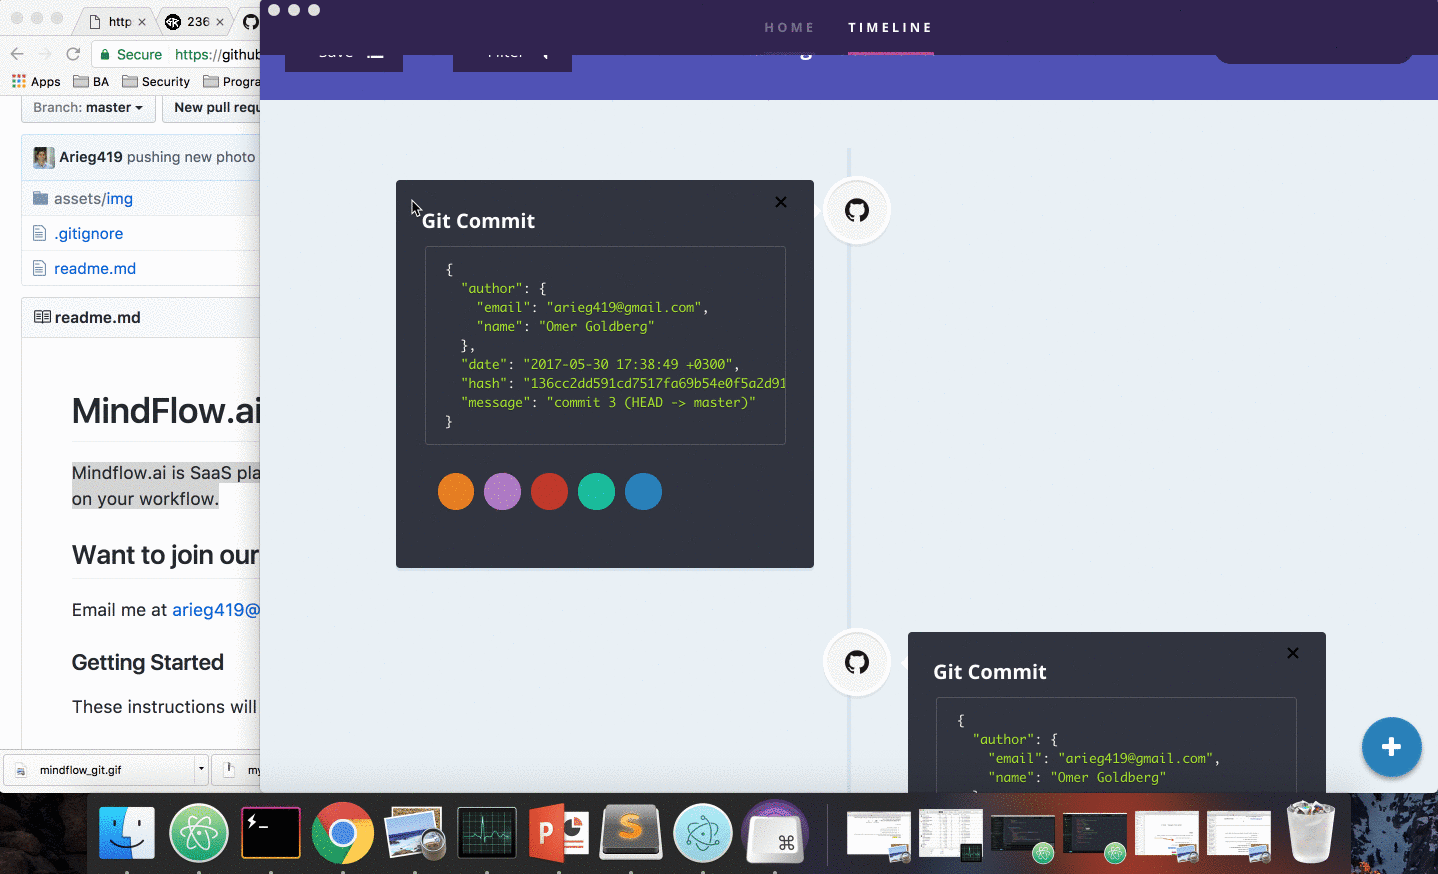 http
236
Secure https://github
Apps BA Security Progra
Branch: master
New pull requ
Arieg419 pushing new photo
assets/img
.gitignore
readme.md
readme.md
MindFlow.ai
Mindflow.ai is SaaS pla
on your workflow.
Want to join our
Email me at arieg419@
Getting Started
These instructions will
mindflow_git.gif
my
HOME TIMELINE
Git Commit
{
"author": {
"email": "arieg419@gmail.com",
"name": "Omer Goldberg"
},
"date": "2017-05-30 17:38:49 +0300",
"hash": "136cc2dd591cd7517fa69b54e0f5a2d91
"message": "commit 3 (HEAD -> master)"
}
Git Commit
{
"author": {
"email": "arieg419@gmail.com",
"name": "Omer Goldberg"